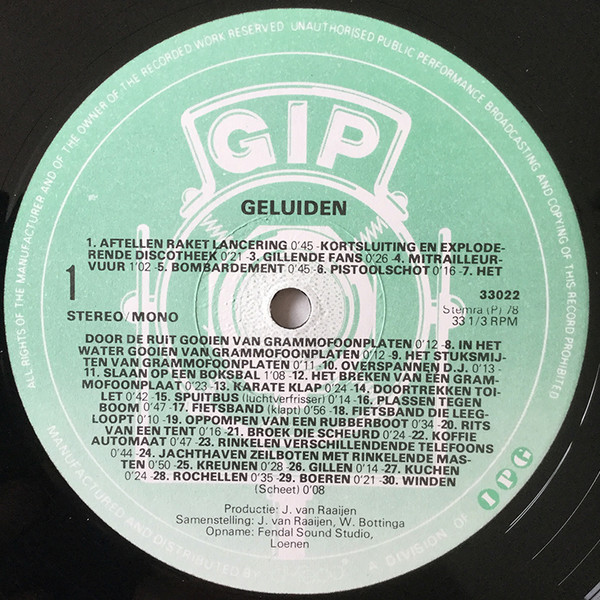 ALL RIGHTS OF THE MANUFACTURER AND OF THE OWNER OF THE RECORDED WORK RESERVED UNAUTHORISED PUBLIC PERFORMANCE BROADCASTING AND COPYING OF THIS RECORD PROHIBITED
GIP
GELUIDEN
1. AFTELLEN RAKET LANCERING 0'45 -KORTSLUITING EN EXPLODE-
RENDE DISCOTHEEK 0'21 -3. GILLENDE FANS 0'26 -4. MITRAILLEUR-
VUUR 1'02 -5. BOMBARDEMENT 0'45 -6. PISTOOLSCHOT 0'16 -7. HET
1
33022
STEREO/MONO
Stemra (P) 78
33 1/3 RPM
DOOR DE RUIT GOOIEN VAN GRAMMOFOONPLATEN 0'12 -8. IN HET
WATER GOOIEN VAN GRAMMOFOONPLATEN 0'12 -9. HET STUKSMIJ-
TEN VAN GRAMMOFOONPLATEN 0'11 -10. OVERSPANNEN D.J. 0'13 -
11. SLAAN OP EEN BOKSBAL 1'08 -12. HET BREKEN VAN EEN GRAM-
MOFOONPLAAT 0'23 -13. KARATE KLAP 0'24 -14. DOORTREKKEN TOI-
LET 0'42 -15. SPUITBUS (luchtverfrisser) 0'14 -16. PLASSEN TEGEN
BOOM 0'47 -17. FIETSBAND (klapt) 0'56 -18. FIETSBAND DIE LEEG-
LOOPT 0'10 -19. OPPOMPEN VAN EEN RUBBERBOOT 0'34 -20. RITS
VAN EEN TENT 0'16 -21. BROEK DIE SCHEURD 0'24 -22. KOFFIE
AUTOMAAT 0'47 -23. RINKELEN VERSCHILLENDENDE TELEFOONS
0'44 -24. JACHTHAVEN ZEILBOTEN MET RINKELENDE MAS-
TEN 0'50 -25. KREUNEN 0'28 -26. GILLEN 0'14 -27. KUCHEN
0'24 -28. ROCHELLEN 0'35 -29. BOEREN 0'21 -30. WINDEN
(Scheet) 0'08
Productie: J. van Raaijen
Samenstelling: J. van Raaijen, W. Bottinga
Opname: Fendal Sound Studio,
Loenen
MANUFACTURED AND DISTRIBUTED BY
A DIVISION OF IPG